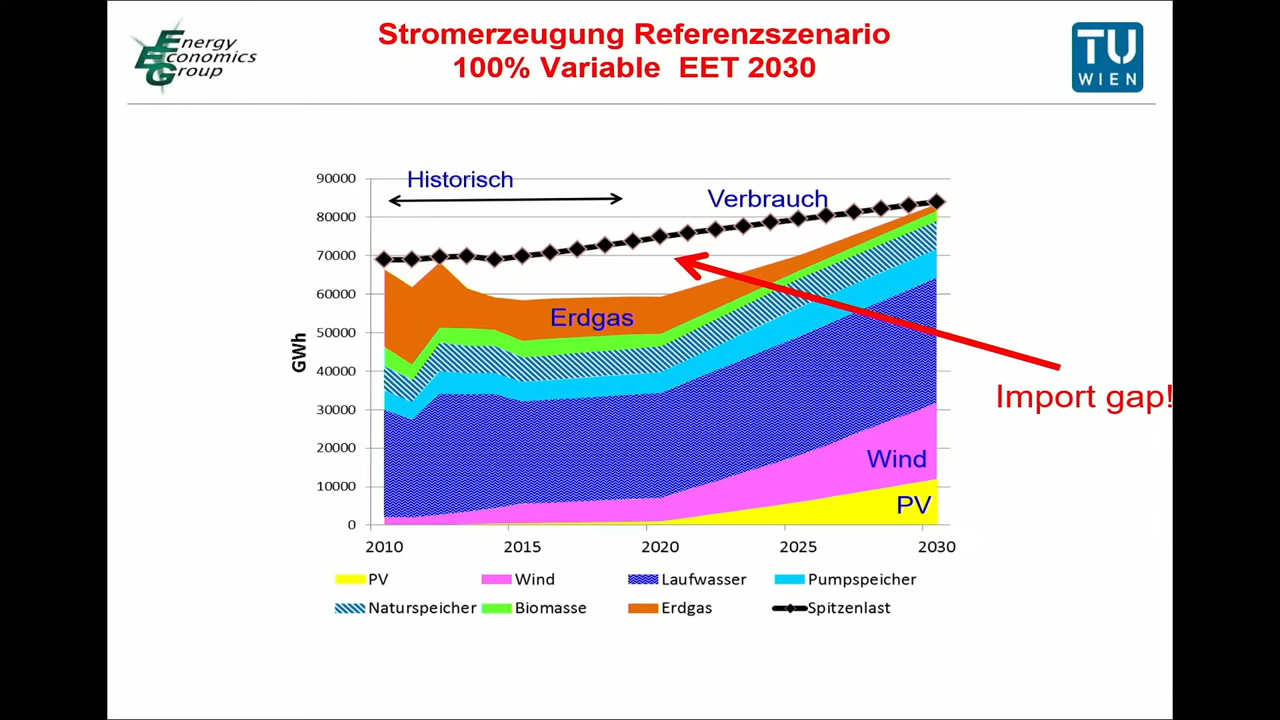 Energy
Economics
Group
Stromerzeugung Referenzszenario
100% Variable EET 2030
TU
WIEN
90000
80000
70000
60000
50000
40000
30000
20000
10000
0
GWh
Historisch
Verbrauch
Erdgas
Import gap!
Wind
PV
2010 2015 2020 2025 2030
PV Wind Laufwasser Pumpspeicher
Naturspeicher Biomasse Erdgas Spitzenlast